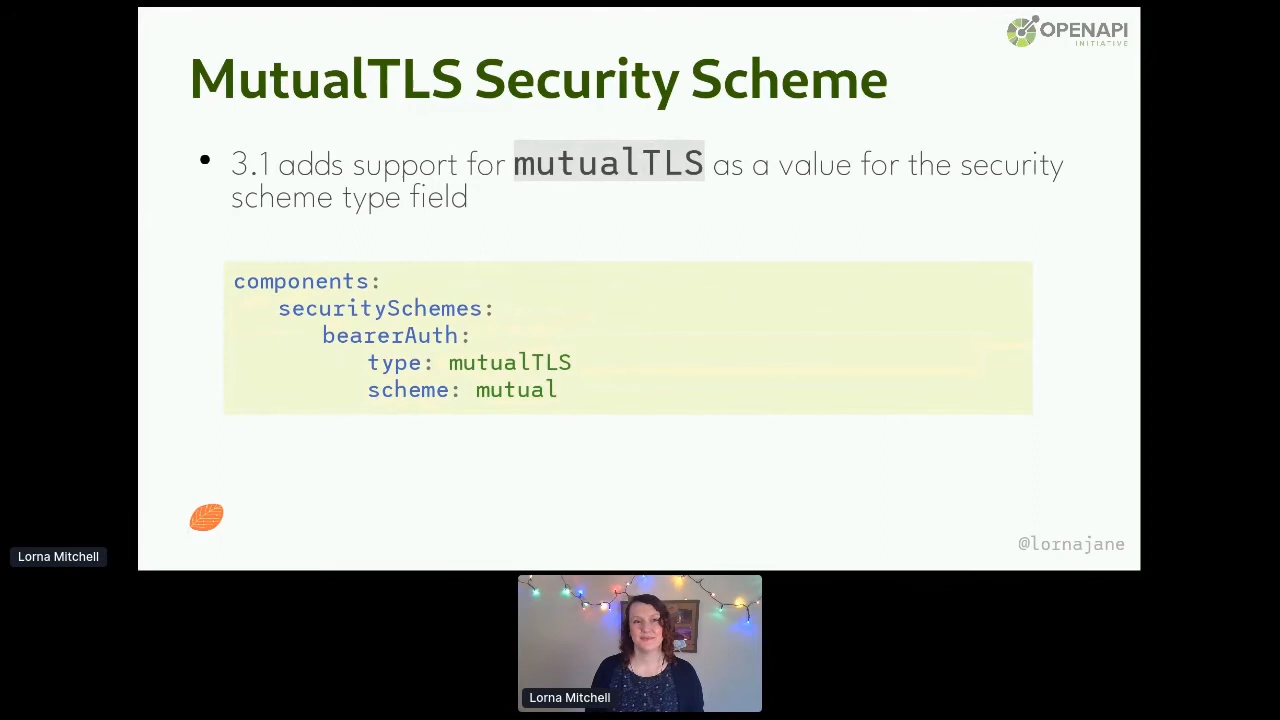 OPENAPI
INITIATIVE
MutualTLS Security Scheme
• 3.1 adds support for mutualTLS as a value for the security
scheme type field
components:
securitySchemes:
bearerAuth:
type: mutualTLS
scheme: mutual
@lornajane
Lorna Mitchell
Lorna Mitchell